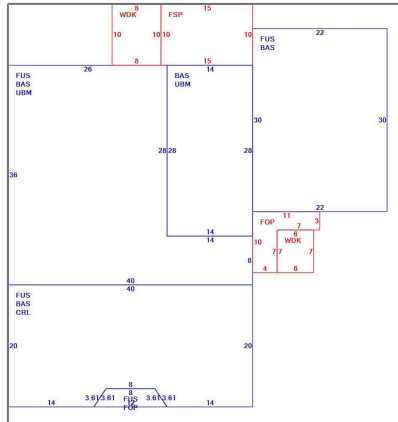 8 15
WDK FSP
10 10 10 10
22
FUS
BAS
8 15
26 14
FUS BAS
BAS UBM
UBM
30 30
28 28 28
36
22
11
FOP 3
7
6
WDK
14
14
10
7 7 7
8
4 6
40
40
FUS
BAS
CRL
20 20
8
8
3.61 3.61 3.61 3.61
FUS
14 12 14
FOP